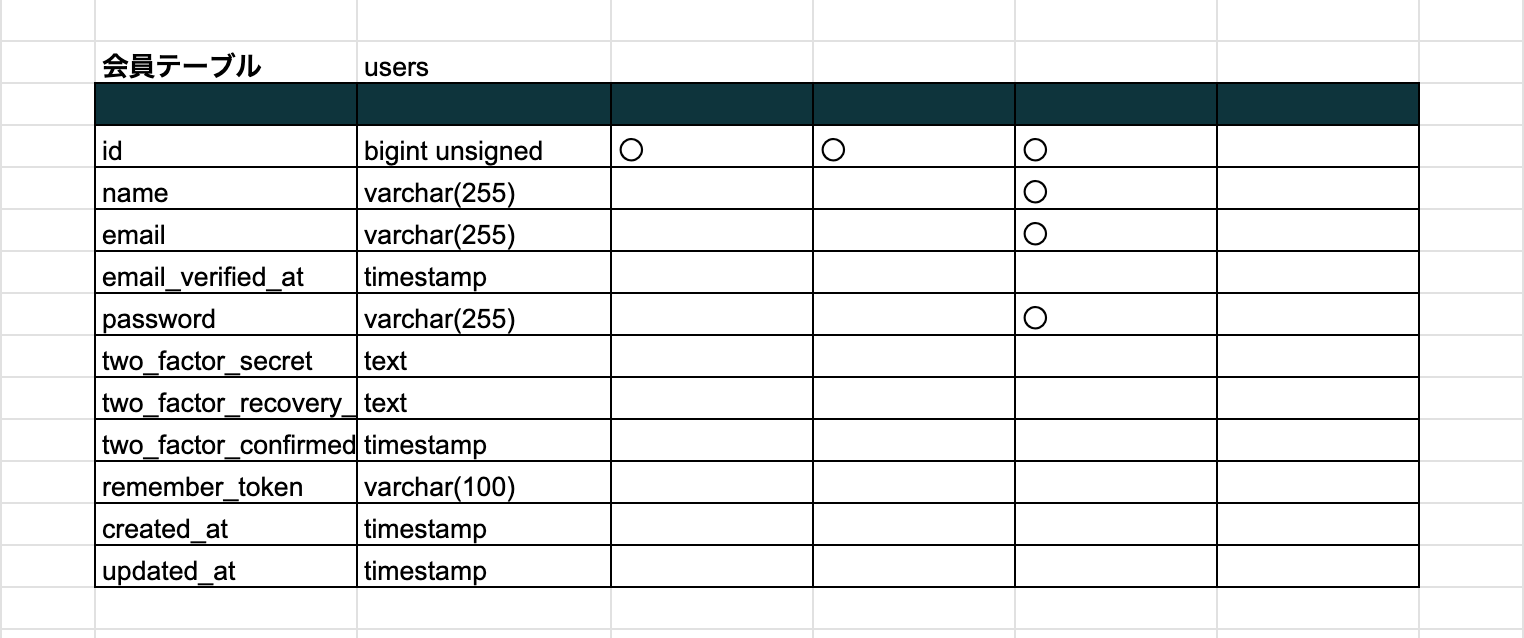 会員テーブル users
id bigint unsigned ○ ○ ○
name varchar(255) ○
email varchar(255) ○
email_verified_at timestamp
password varchar(255) ○
two_factor_secret text
two_factor_recovery_ text
two_factor_confirmed timestamp
remember_token varchar(100)
created_at timestamp
updated_at timestamp